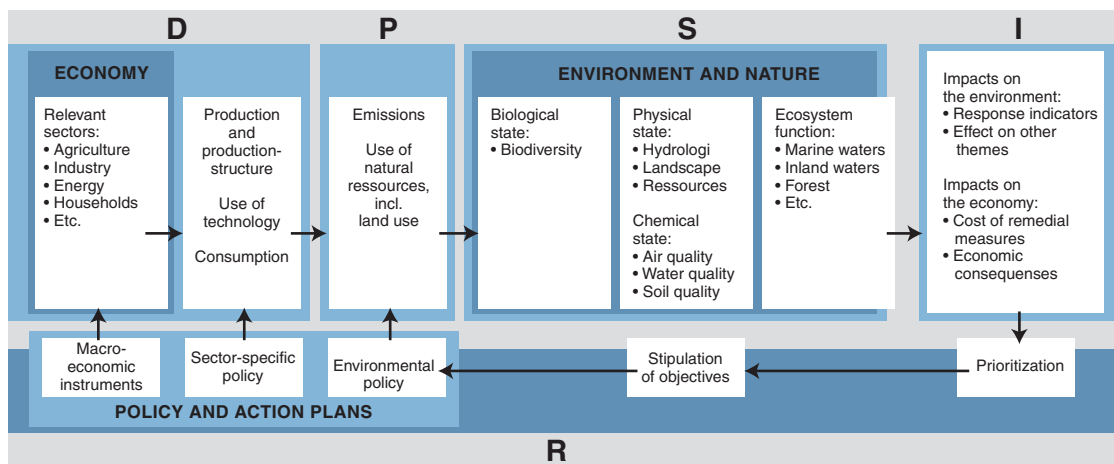 D
P
S
I
ECONOMY
Relevant
sectors:
• Agriculture
• Industry
• Energy
• Households
• Etc.
Production
and
production-
structure
Use of
technology
Consumption
Emissions
Use of
natural
ressources,
incl.
land use
ENVIRONMENT AND NATURE
Biological
state:
• Biodiversity
Physical
state:
• Hydrologi
• Landscape
• Ressources
Chemical
state:
• Air quality
• Water quality
• Soil quality
Ecosystem
function:
• Marine waters
• Inland waters
• Forest
• Etc.
Impacts on
the environment:
• Response indicators
• Effect on other
themes
Impacts on
the economy:
• Cost of remedial
measures
• Economic
consequenses
Macro-
economic
instruments
Sector-specific
policy
Environmental
policy
Stipulation
of objectives
Prioritization
POLICY AND ACTION PLANS
R